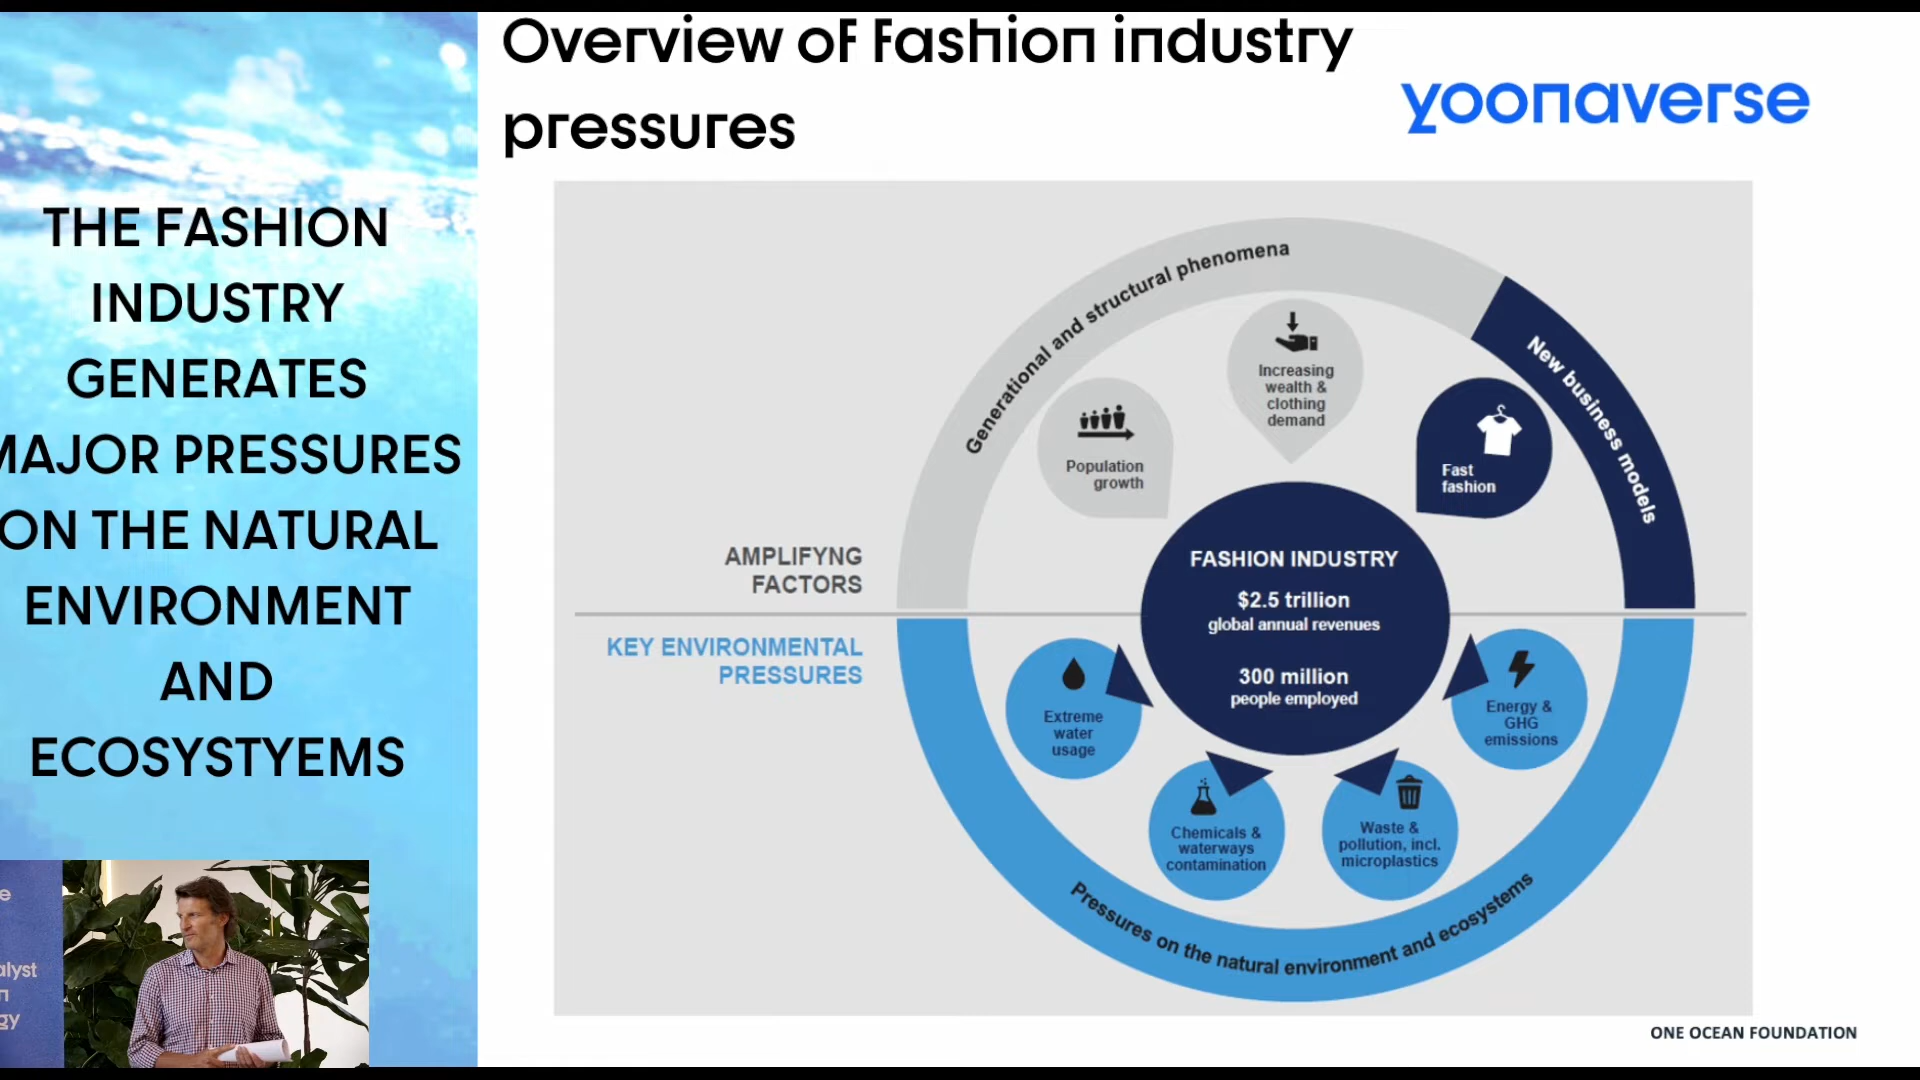 Overview of fashion industry
pressures
yoonaverse
THE FASHION
INDUSTRY
GENERATES
MAJOR PRESSURES
ON THE NATURAL
ENVIRONMENT
AND
ECOSYSTYEMS
Generational and structural phenomena
New business models
Increasing
wealth &
clothing
demand
Population
growth
Fast
fashion
AMPLIFYNG
FACTORS
FASHION INDUSTRY
$2.5 trillion
global annual revenues
300 million
people employed
KEY ENVIRONMENTAL
PRESSURES
Extreme
water
usage
Energy &
GHG
emissions
Chemicals &
waterways
contamination
Waste &
pollution, incl.
microplastics
Pressures on the natural environment and ecosystems
ONE OCEAN FOUNDATION